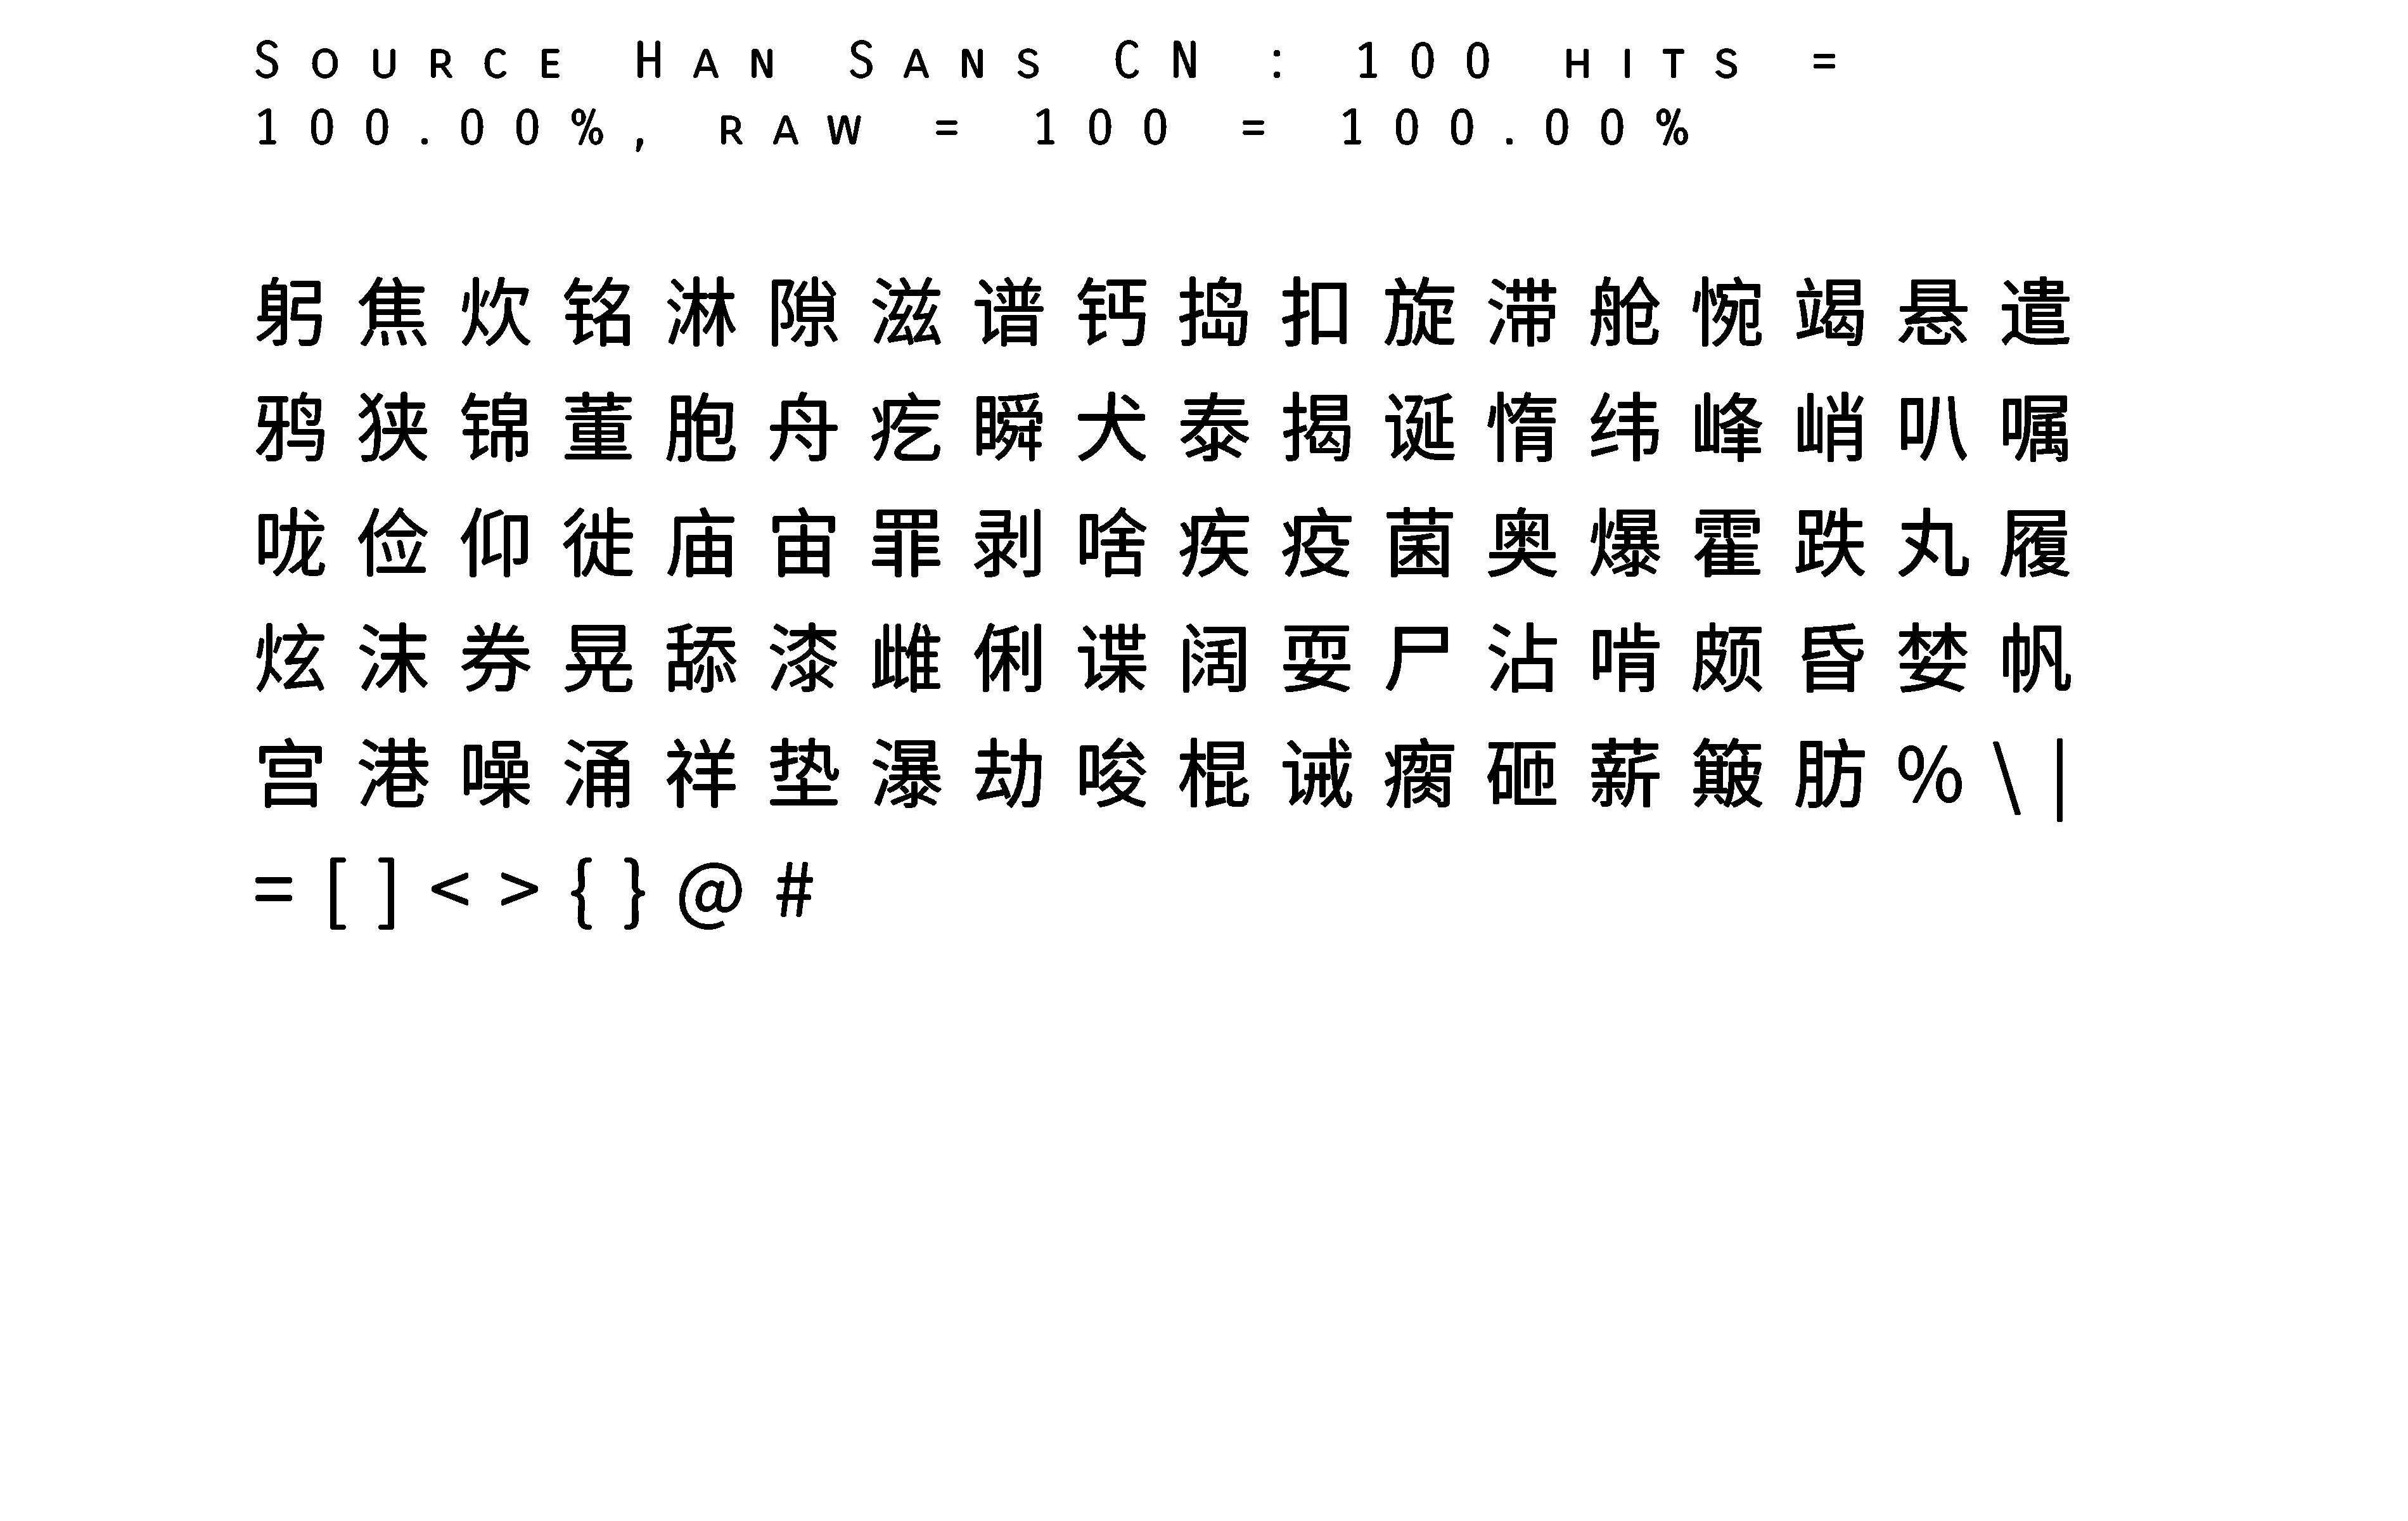 Source Han Sans CN : 100 hits =
100.00%, raw = 100 = 100.00%
躬焦炊铭淋隙滋谱钙捣扣旋滞舱惋竭悬遣
鸦狭锦董胞舟疙瞬犬泰揭诞惰纬峰峭叭嘱
咙俭仰徙庙宙罪剥啥疾疫菌奥爆霍跌丸履
炫沫券晃舔漆雌俐谍阔耍尸沾啃颇昏婪帆
宫港噪涌祥垫瀑劫唆棍诫瘸砸薪簸肪%\|
=[]<>{}@#